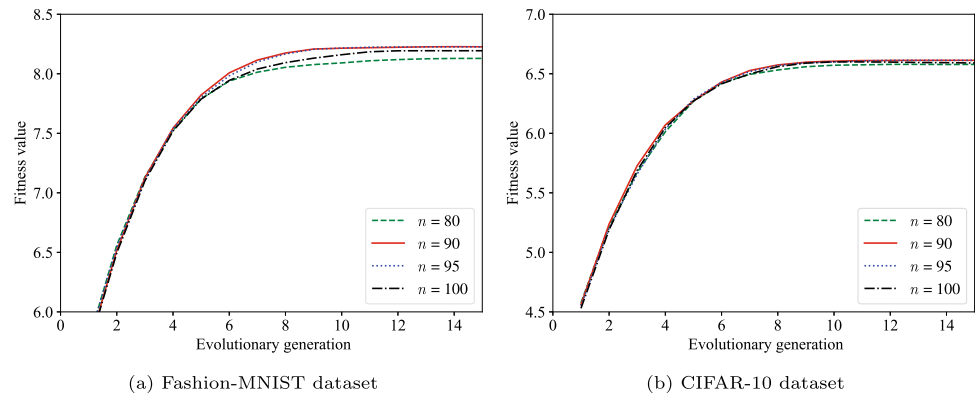 8.5
8.0
7.5
7.0
6.5
6.0
Fitness value
0 2 4 6 8 10 12 14
Evolutionary generation
n = 80
n = 90
n = 95
n = 100
(a) Fashion-MNIST dataset
7.0
6.5
6.0
5.5
5.0
4.5
Fitness value
0 2 4 6 8 10 12 14
Evolutionary generation
n = 80
n = 90
n = 95
n = 100
(b) CIFAR-10 dataset